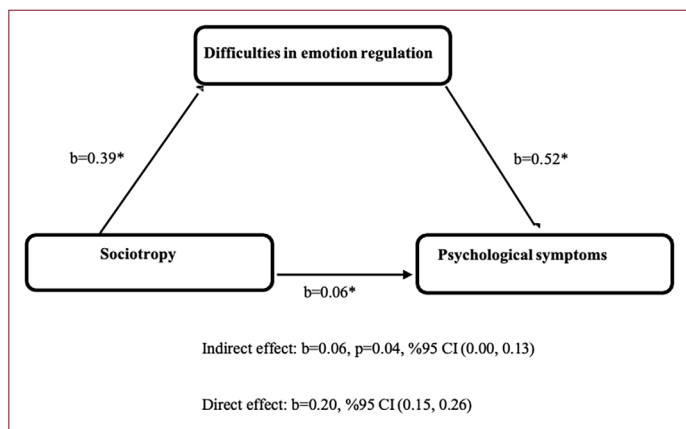 Difficulties in emotion regulation
b=0.39*
b=0.52*
Sociotropy
Psychological symptoms
b=0.06*
Indirect effect: b=0.06, p=0.04, %95 CI (0.00, 0.13)
Direct effect: b=0.20, %95 CI (0.15, 0.26)